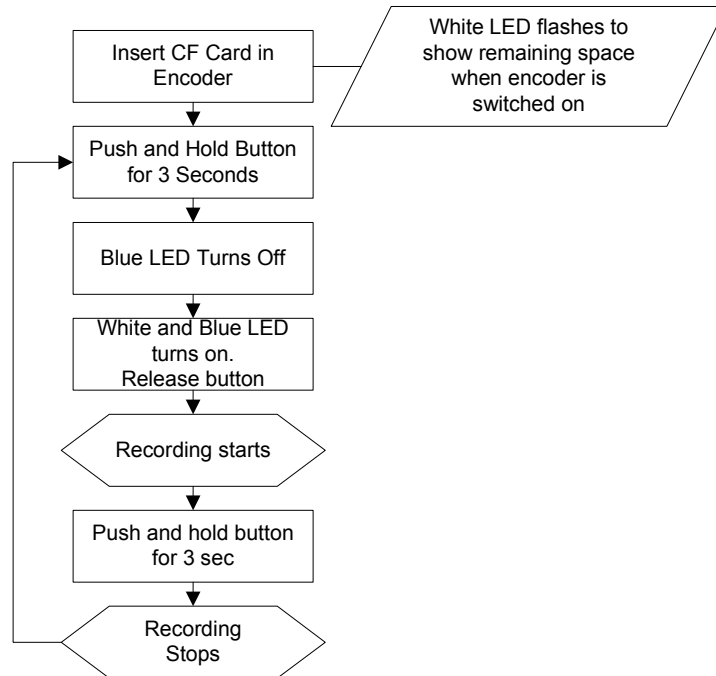 Insert CF Card in
Encoder
White LED flashes to
show remaining space
when encoder is
switched on
Push and Hold Button
for 3 Seconds
Blue LED Turns Off
White and Blue LED
turns on.
Release button
Recording starts
Push and hold button
for 3 sec
Recording
Stops